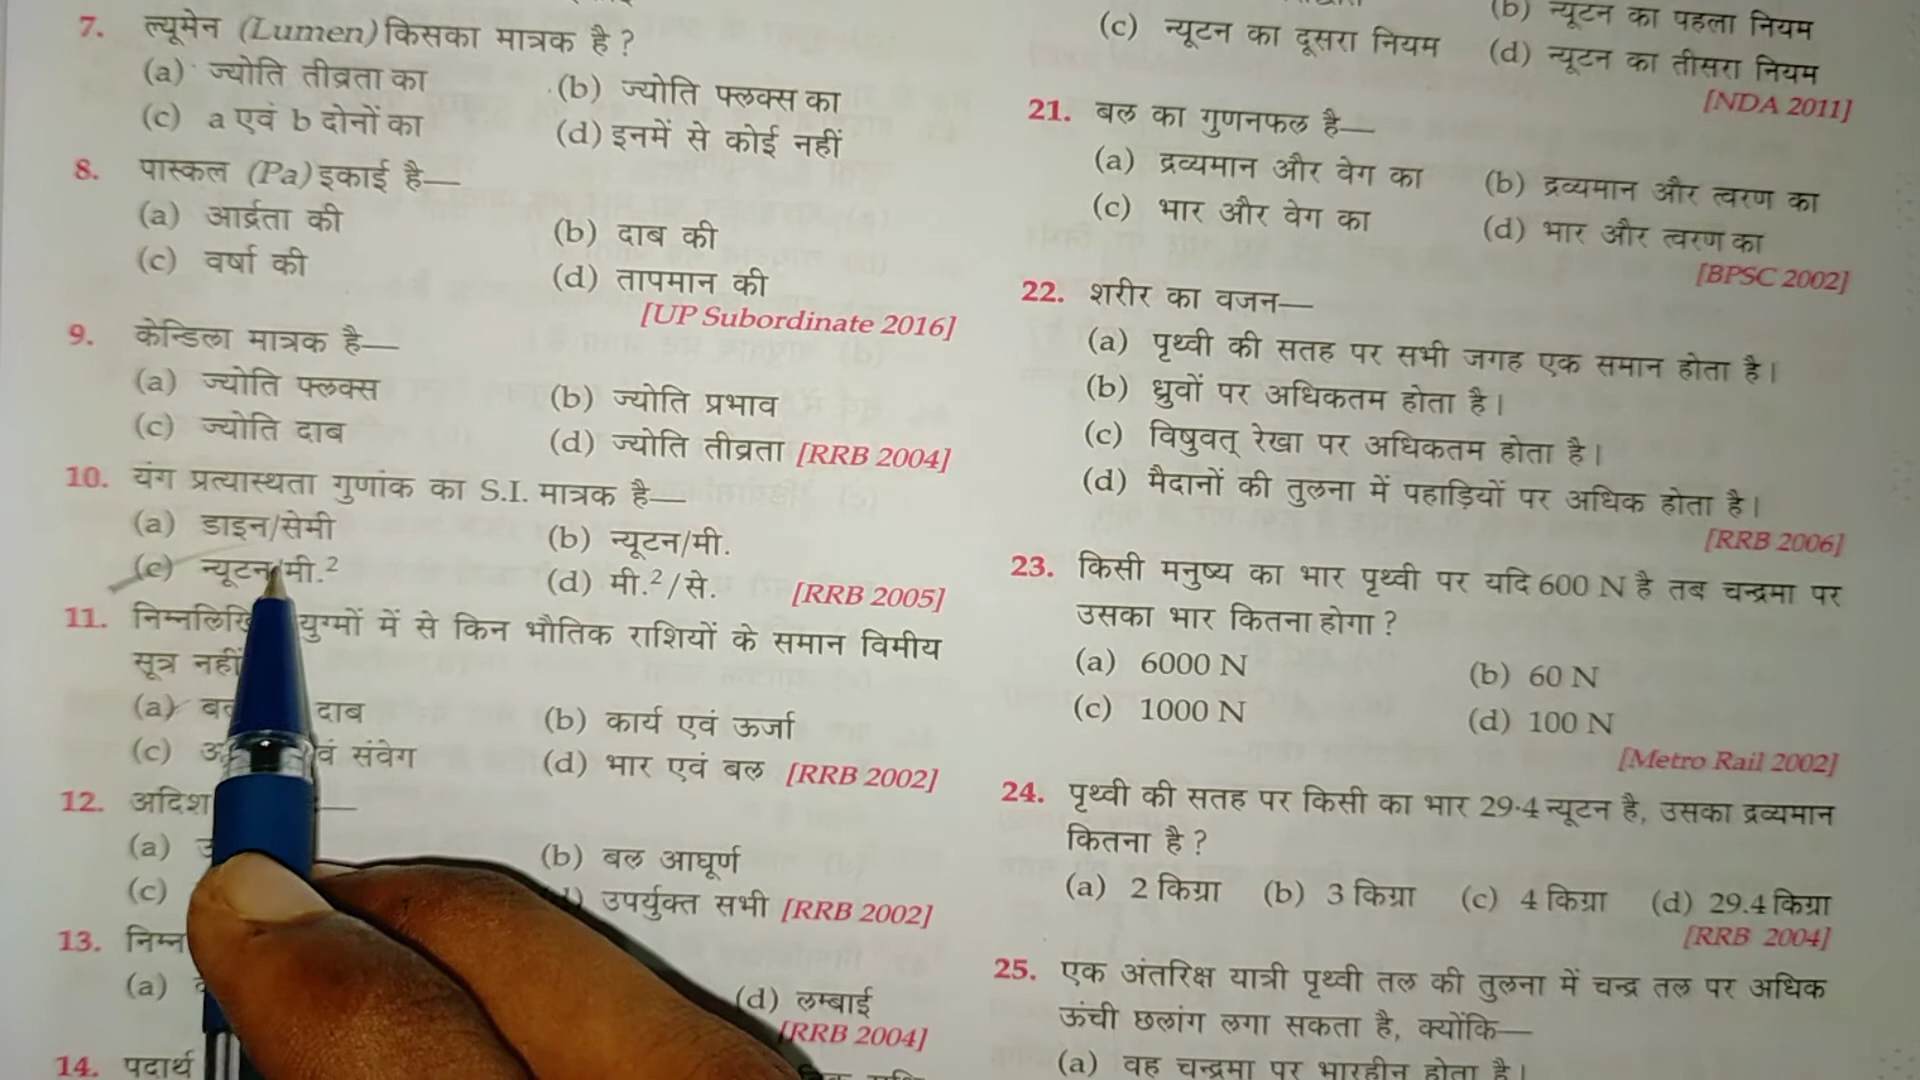 7. ल्यूमेन (Lumen) किसका मात्रक है ?
(a) ज्योति तीव्रता का (b) ज्योति फ्लक्स का
(c) a एवं b दोनों का (d) इनमें से कोई नहीं
8. पास्कल (Pa) इकाई है—
(a) आर्द्रता की (b) दाब की
(c) वर्षा की (d) तापमान की
[UP Subordinate 2016]
9. केन्डिला मात्रक है—
(a) ज्योति फ्लक्स (b) ज्योति प्रभाव
(c) ज्योति दाब (d) ज्योति तीव्रता [RRB 2004]
10. यंग प्रत्यास्थता गुणांक का S.I. मात्रक है—
(a) डाइन/सेमी (b) न्यूटन/मी.
(c) न्यूटन/मी.² (d) मी.²/से. [RRB 2005]
11. युग्मों में से किन भौतिक राशियों के समान विमीय
सूत्र नहीं
(a) दाब (b) कार्य एवं ऊर्जा
(c) संवेग (d) भार एवं बल [RRB 2002]
12. अदिश —
(a) (b) बल आघूर्ण
(c) उपर्युक्त सभी [RRB 2002]
13. निम्न
(a) (d) लम्बाई
[RRB 2004]
14. पदार्थ
(b) न्यूटन का पहला नियम
(c) न्यूटन का दूसरा नियम (d) न्यूटन का तीसरा नियम
[NDA 2011]
21. बल का गुणनफल है—
(a) द्रव्यमान और वेग का (b) द्रव्यमान और त्वरण का
(c) भार और वेग का (d) भार और त्वरण का
[BPSC 2002]
22. शरीर का वजन—
(a) पृथ्वी की सतह पर सभी जगह एक समान होता है।
(b) ध्रुवों पर अधिकतम होता है।
(c) विषुवत् रेखा पर अधिकतम होता है।
(d) मैदानों की तुलना में पहाड़ियों पर अधिक होता है।
[RRB 2006]
23. किसी मनुष्य का भार पृथ्वी पर यदि 600 N है तब चन्द्रमा पर
उसका भार कितना होगा ?
(a) 6000 N (b) 60 N
(c) 1000 N (d) 100 N
[Metro Rail 2002]
24. पृथ्वी की सतह पर किसी का भार 29·4 न्यूटन है, उसका द्रव्यमान
कितना है ?
(a) 2 किग्रा (b) 3 किग्रा (c) 4 किग्रा (d) 29.4 किग्रा
[RRB 2004]
25. एक अंतरिक्ष यात्री पृथ्वी तल की तुलना में चन्द्र तल पर अधिक
ऊंची छलांग लगा सकता है, क्योंकि—
(a) वह चन्द्रमा पर भारहीन होता है।